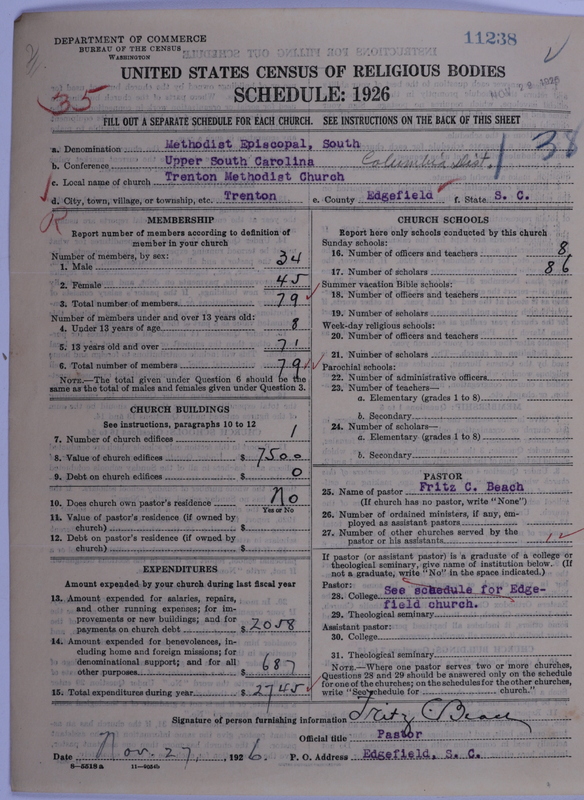 DEPARTMENT OF COMMERCE
BUREAU OF THE CENSUS
WASHINGTON
11238
NOV 29 1926
UNITED STATES CENSUS OF RELIGIOUS BODIES
SCHEDULE: 1926
35
FILL OUT A SEPARATE SCHEDULE FOR EACH CHURCH. SEE INSTRUCTIONS ON THE BACK OF THIS SHEET
138
a. Denomination Methodist Episcopal, South
b. Conference Upper South Carolina Columbia Dist.
c. Local name of church Trenton Methodist Church
d. City, town, village, or township, etc. Trenton e. County Edgefield f. State S. C.
R
MEMBERSHIP
Report number of members according to definition of
member in your church
Number of members, by sex:
1. Male 34
2. Female 45
3. Total number of members 79
Number of members under and over 13 years old:
4. Under 13 years of age 8
5. 13 years old and over 71
6. Total number of members 79
NOTE.—The total given under Question 6 should be the
same as the total of males and females given under Question 3.
CHURCH BUILDINGS
See instructions, paragraphs 10 to 12
7. Number of church edifices 1
8. Value of church edifices $ 7500
9. Debt on church edifices $ 0
10. Does church own pastor's residence No
Yes or No
11. Value of pastor's residence (if owned by
church) $
12. Debt on pastor's residence (if owned by
church) $
EXPENDITURES
Amount expended by your church during last fiscal year
13. Amount expended for salaries, repairs,
and other running expenses; for im-
provements or new buildings; and for
payments on church debt $ 2058
14. Amount expended for benevolences, in-
cluding home and foreign missions; for
denominational support; and for all
other purposes $ 687
15. Total expenditures during year $ 2745
CHURCH SCHOOLS
Report here only schools conducted by this church
Sunday schools:
16. Number of officers and teachers 8
17. Number of scholars 86
Summer vacation Bible schools:
18. Number of officers and teachers
19. Number of scholars
Week-day religious schools:
20. Number of officers and teachers
21. Number of scholars
Parochial schools:
22. Number of administrative officers
23. Number of teachers—
a. Elementary (grades 1 to 8)
b. Secondary
24. Number of scholars—
a. Elementary (grades 1 to 8)
b. Secondary
PASTOR
25. Name of pastor Fritz C. Beach
(If church has no pastor, write "None")
26. Number of ordained ministers, if any, em-
ployed as assistant pastors
27. Number of other churches served by the
pastor or his assistants 1
If pastor (or assistant pastor) is a graduate of a college or
theological seminary, give name of institution below. (If
not a graduate, write "No" in the space indicated.)
Pastor:
28. College See schedule for Edge-
field church.
29. Theological seminary
Assistant pastor:
30. College
31. Theological seminary
NOTE.—Where one pastor serves two or more churches,
Questions 28 and 29 should be answered only on the schedule
for one of the churches; on the schedules for the other churches,
write "See schedule for church."
Signature of person furnishing information Fritz C Beach
Official title Pastor
Date Nov. 27, 1926. P. O. Address Edgefield, S. C.
8—5518a 11—9554b